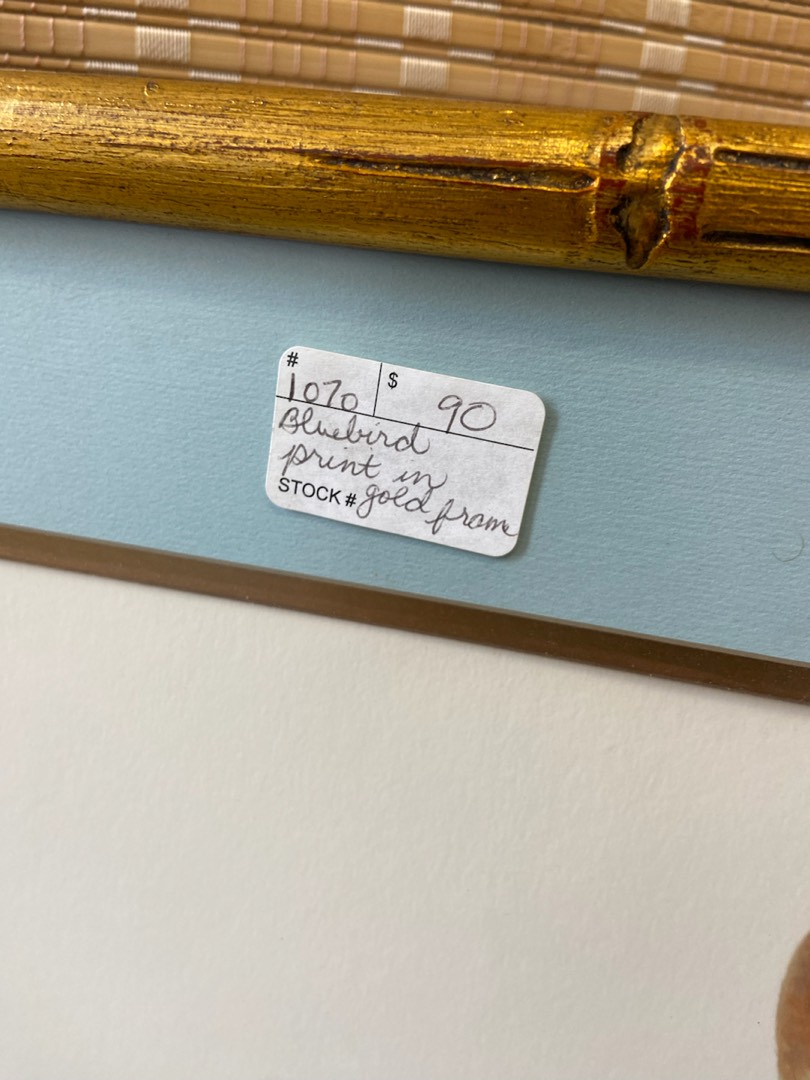 # $
1070 90
Bluebird
print in
STOCK # gold frame